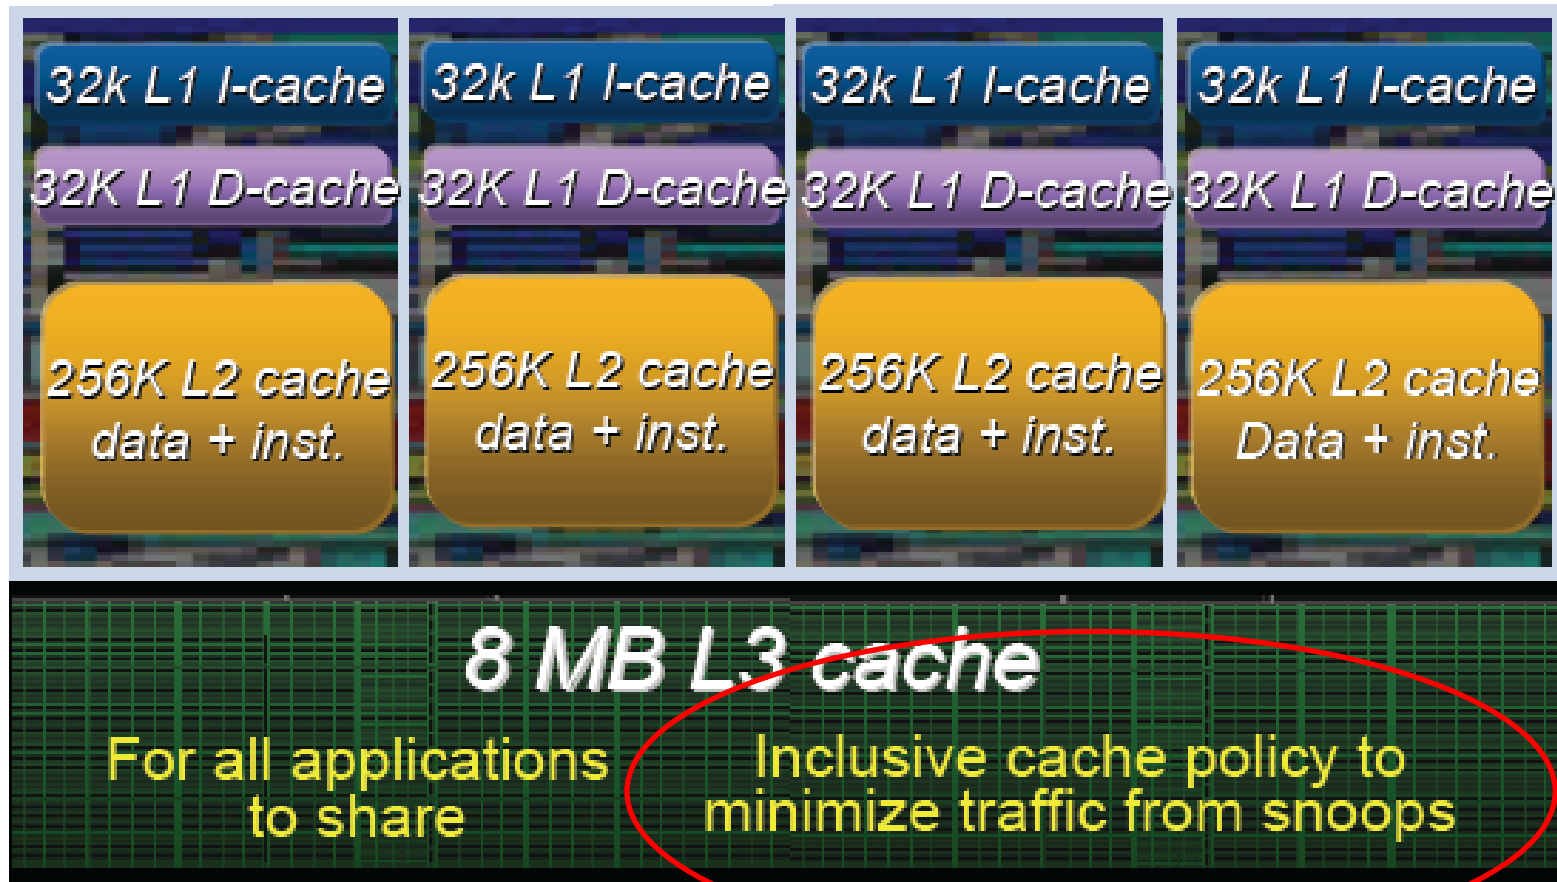 32k L1 I-cache
32k L1 I-cache
32k L1 I-cache
32k L1 I-cache
32K L1 D-cache
32K L1 D-cache
32K L1 D-cache
32K L1 D-cache
256K L2 cache
data + inst.
256K L2 cache
data + inst.
256K L2 cache
data + inst.
256K L2 cache
Data + inst.
8 MB L3 cache
For all applications
to share
Inclusive cache policy to
minimize traffic from snoops